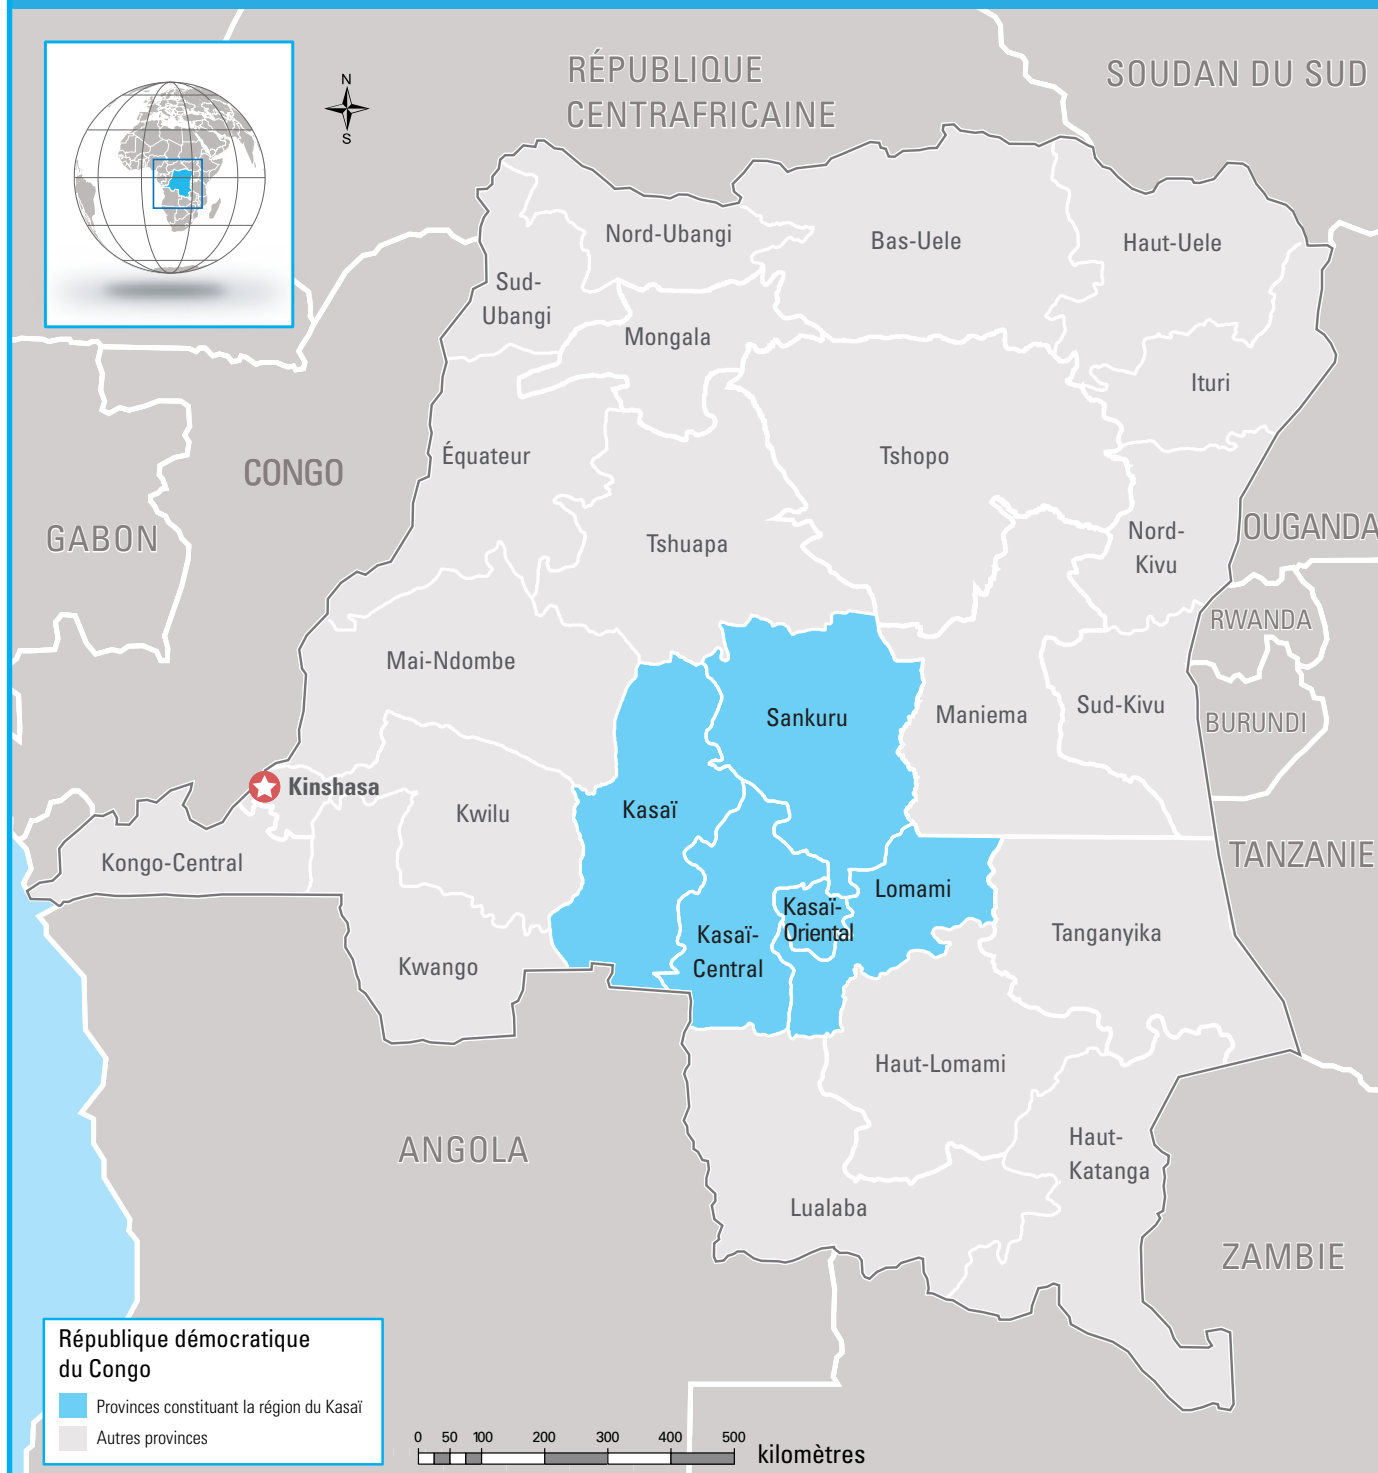 N
S
RÉPUBLIQUE
CENTRAFRICAINE
SOUDAN DU SUD
Nord-Ubangi
Bas-Uele
Haut-Uele
Sud-
Ubangi
Mongala
Ituri
Équateur
Tshopo
CONGO
GABON
Tshuapa
Nord-
Kivu
OUGANDA
RWANDA
Mai-Ndombe
Sankuru
Maniema
Sud-Kivu
BURUNDI
Kinshasa
Kasaï
Kwilu
Kongo-Central
TANZANIE
Lomami
Kasaï-
Oriental
Kasaï-
Central
Tanganyika
Kwango
Haut-Lomami
ANGOLA
Haut-
Katanga
Lualaba
ZAMBIE
République démocratique
du Congo
Provinces constituant la région du Kasaï
Autres provinces
0 50 100 200 300 400 500
kilomètres